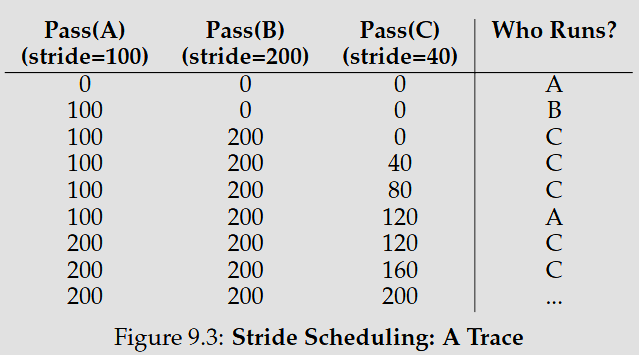 Pass(A) Pass(B) Pass(C) Who Runs?
(stride=100) (stride=200) (stride=40)
0 0 0 A
100 0 0 B
100 200 0 C
100 200 40 C
100 200 80 C
100 200 120 A
200 200 120 C
200 200 160 C
200 200 200 ...
Figure 9.3: Stride Scheduling: A Trace